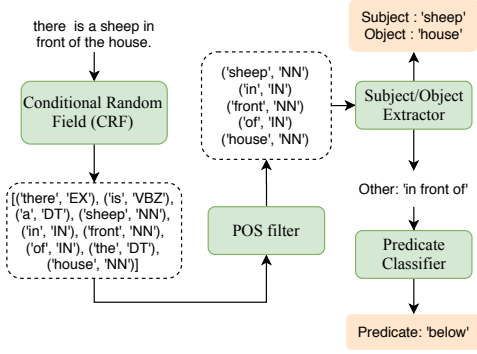 there is a sheep in
front of the house.
Conditional Random
Field (CRF)
[('there', 'EX'), ('is', 'VBZ'),
('a', 'DT'), ('sheep', 'NN'),
('in', 'IN'), ('front', 'NN'),
('of', 'IN'), ('the', 'DT'),
('house', 'NN')]
('sheep', 'NN')
('in', 'IN')
('front', 'NN')
('of', 'IN')
('house', 'NN')
POS filter
Subject : 'sheep'
Object : 'house'
Subject/Object
Extractor
Other: 'in front of'
Predicate
Classifier
Predicate: 'below'